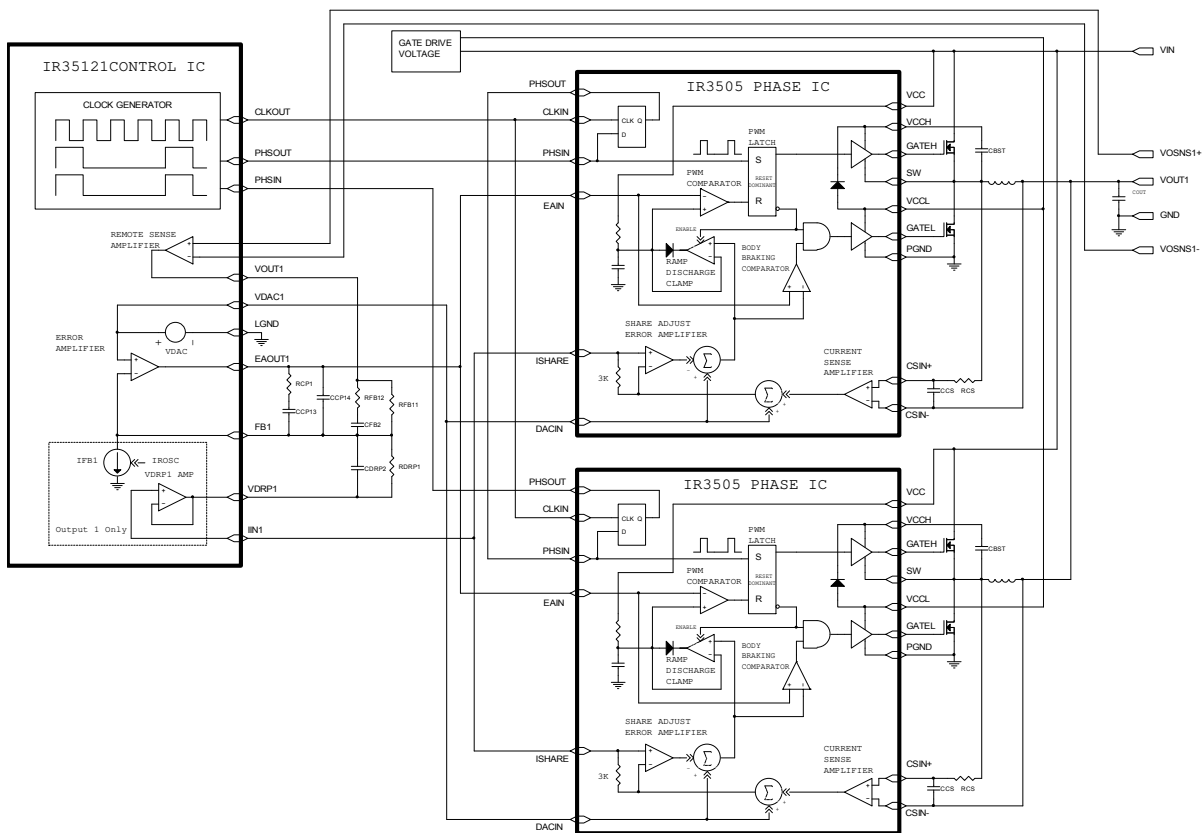 IR35121CONTROL IC
CLOCK GENERATOR
CLKOUT
PHSOUT
PHSIN
REMOTE SENSE
AMPLIFIER
+
-
VOUT1
VDAC1
LGND
+ -
VDAC
ERROR
AMPLIFIER
+
-
EAOUT1
RCP1
CCP13
CCP14
RFB12
RFB11
CFB2
FB1
IFB1
IROSC
VDRP1 AMP
+
-
CDRP2
RDRP1
VDRP1
Output 1 Only
IIN1
GATE DRIVE
VOLTAGE
VIN
VOSNS1+
VOUT1
COUT
GND
VOSNS1-
IR3505 PHASE IC
PHSOUT
CLKIN
CLK Q
D
PHSIN
EAIN
PWM
LATCH
S
RESET
DOMINANT
R
PWM
COMPARATOR
-
+
ENABLE
+
-
RAMP
DISCHARGE
CLAMP
BODY
BRAKING
COMPARATOR
+ -
SHARE ADJUST
ERROR AMPLIFIER
ISHARE
3K
+
-
Σ
-
+
Σ
+
+
CURRENT
SENSE
AMPLIFIER
+
-
DACIN
VCC
VCCH
GATEH
CBST
SW
VCCL
GATEL
PGND
CSIN+
CCS
RCS
CSIN-
IR3505 PHASE IC
PHSOUT
CLKIN
CLK Q
D
PHSIN
EAIN
PWM
LATCH
S
RESET
DOMINANT
R
PWM
COMPARATOR
-
+
ENABLE
+
-
RAMP
DISCHARGE
CLAMP
BODY
BRAKING
COMPARATOR
+ -
SHARE ADJUST
ERROR AMPLIFIER
ISHARE
3K
+
-
Σ
-
+
Σ
+
+
CURRENT
SENSE
AMPLIFIER
+
-
DACIN
VCC
VCCH
GATEH
CBST
SW
VCCL
GATEL
PGND
CSIN+
CCS
RCS
CSIN-